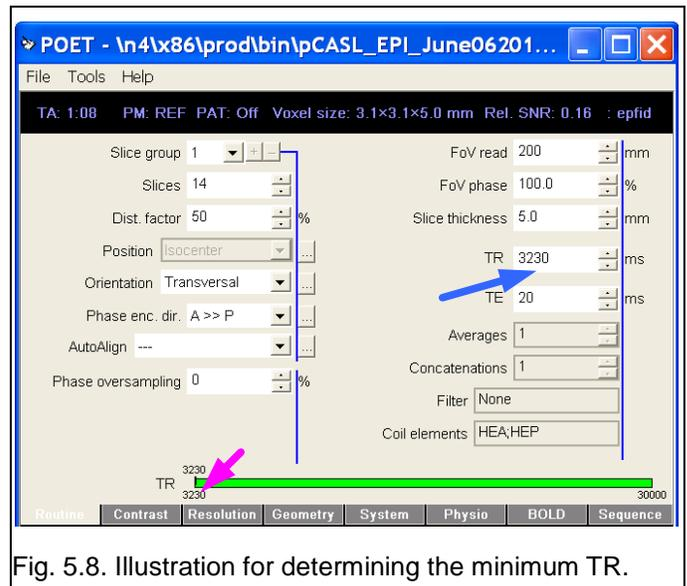 POET - \n4\x86\prod\bin\pCASL_EPI_June06201...
File Tools Help
TA: 1:08 PM: REF PAT: Off Voxel size: 3.1×3.1×5.0 mm Rel. SNR: 0.16 : epfid
Slice group 1 + -
Slices 14
Dist. factor 50 %
Position Isocenter ...
Orientation Transversal ...
Phase enc. dir. A >> P ...
AutoAlign --- ...
Phase oversampling 0 %
FoV read 200 mm
FoV phase 100.0 %
Slice thickness 5.0 mm
TR 3230 ms
TE 20 ms
Averages 1
Concatenations 1
Filter None
Coil elements HEA;HEP
3230
TR
3230 30000
Routine Contrast Resolution Geometry System Physio BOLD Sequence
Fig. 5.8. Illustration for determining the minimum TR.